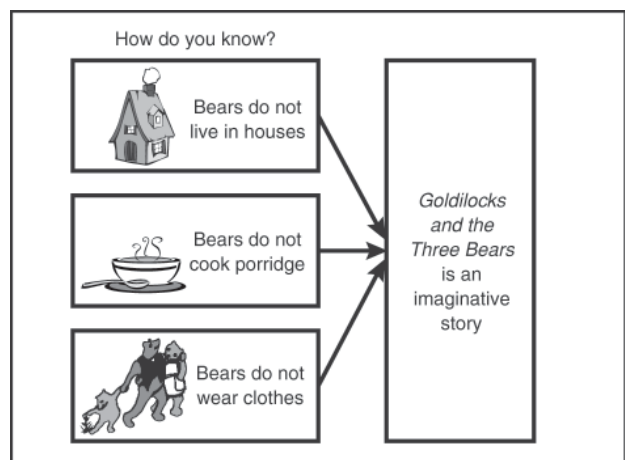 How do you know?
Bears do not
live in houses
Bears do not
cook porridge
Bears do not
wear clothes
Goldilocks
and the
Three Bears
is an
imaginative
story